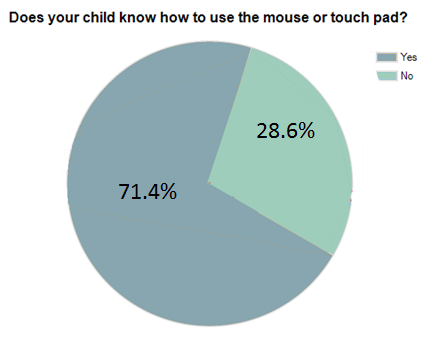 Does your child know how to use the mouse or touch pad?
Yes
No
28.6%
71.4%